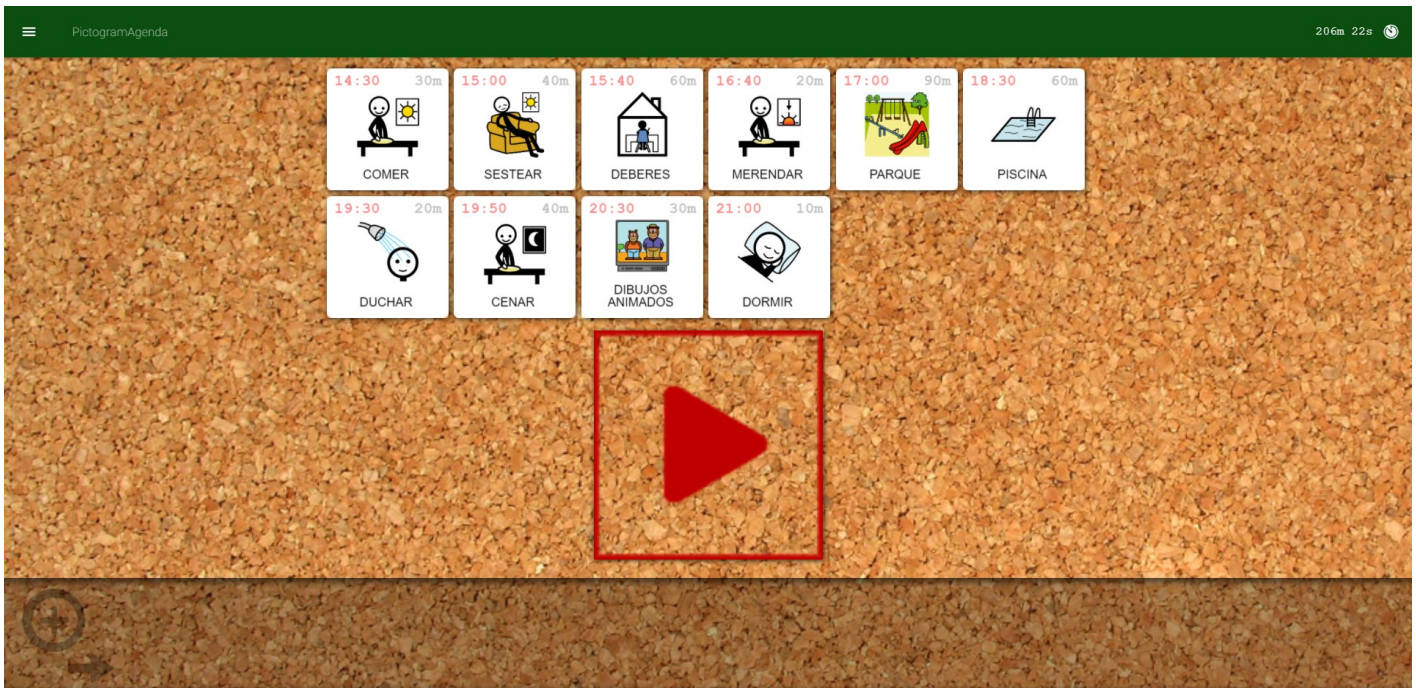 PictogramAgenda
206m 22s
14:30 30m
COMER
15:00 40m
SESTEAR
15:40 60m
DEBERES
16:40 20m
MERENDAR
17:00 90m
PARQUE
18:30 60m
PISCINA
19:30 20m
DUCHAR
19:50 40m
CENAR
20:30 30m
DIBUJOS
ANIMADOS
21:00 10m
DORMIR